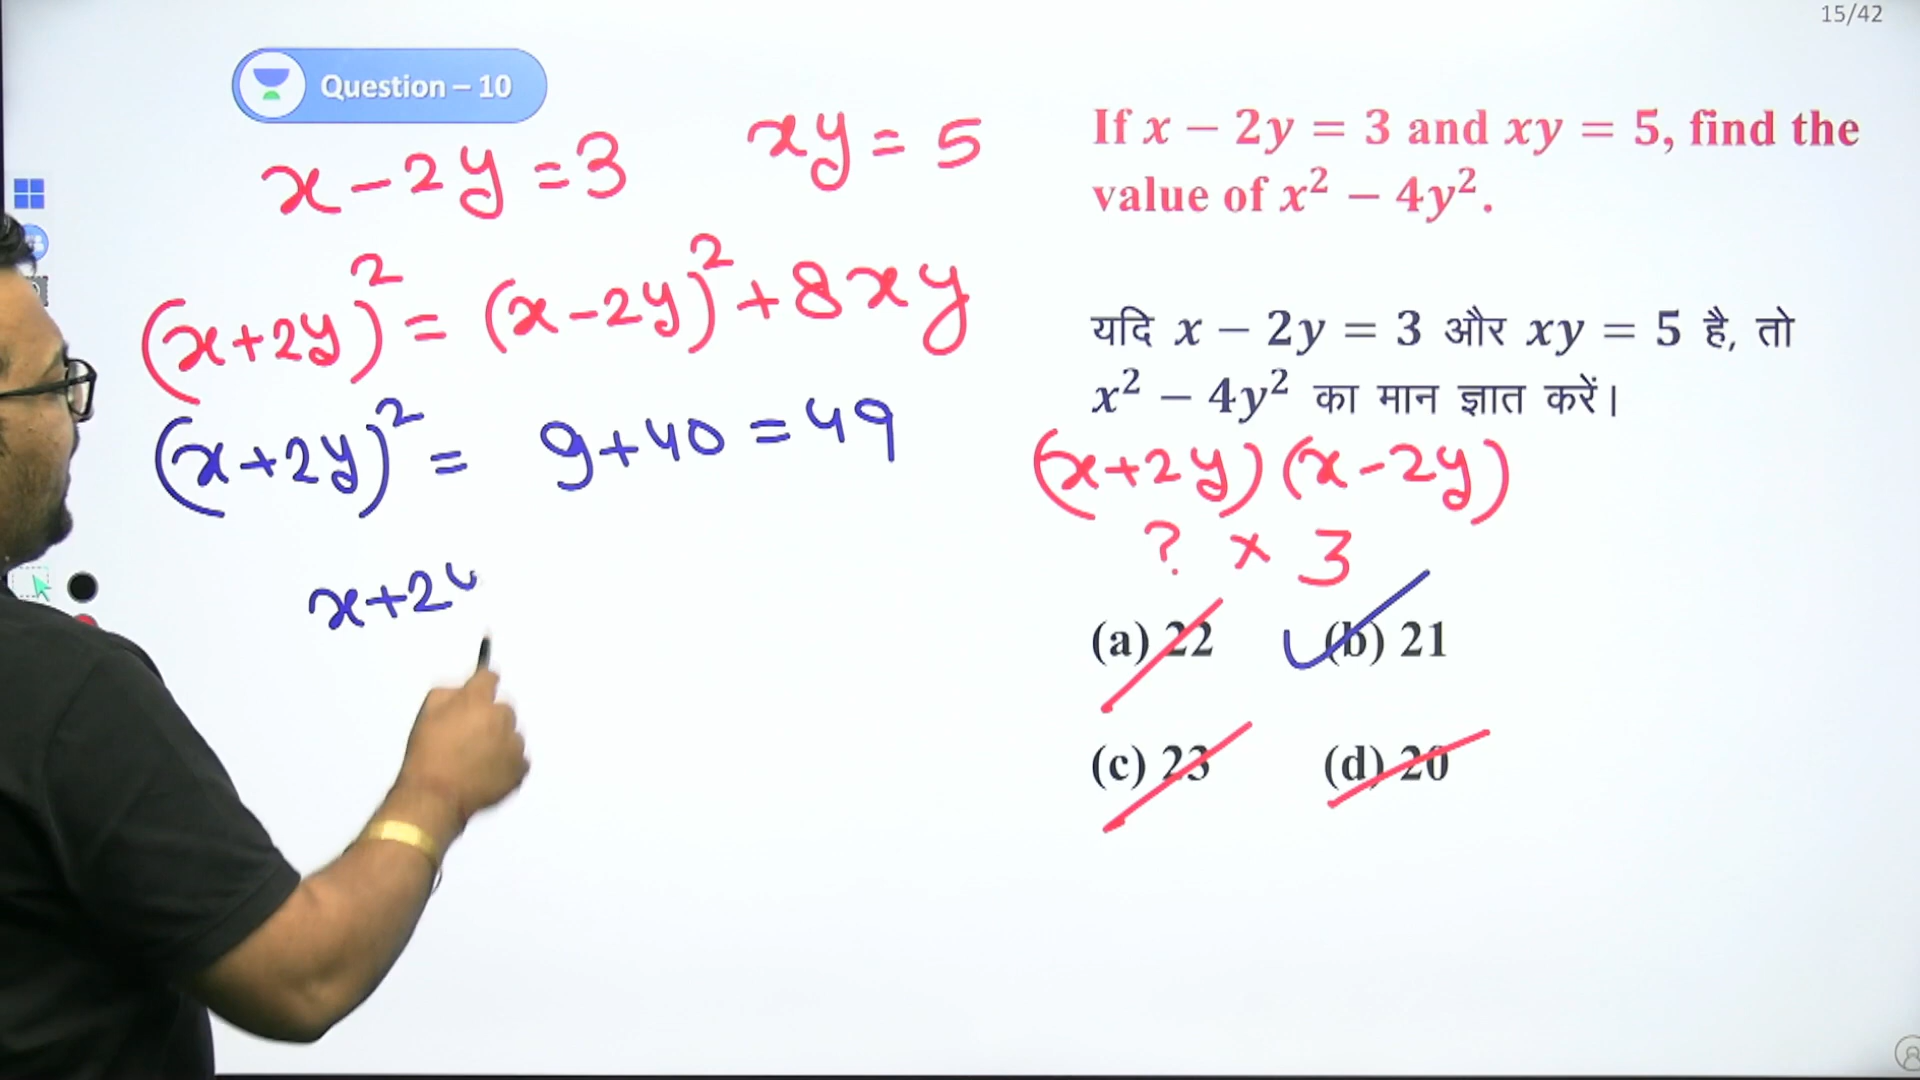 15/42
Question – 10
x - 2y = 3 xy = 5
(x+2y)² = (x-2y)² + 8xy
(x+2y)² = 9+40 = 49
x+2y
If x − 2y = 3 and xy = 5, find the
value of x² − 4y².
यदि x − 2y = 3 और xy = 5 है, तो
x² − 4y² का मान ज्ञात करें।
(x+2y) (x-2y)
? × 3
(a) 22 (b) 21
(c) 23 (d) 20